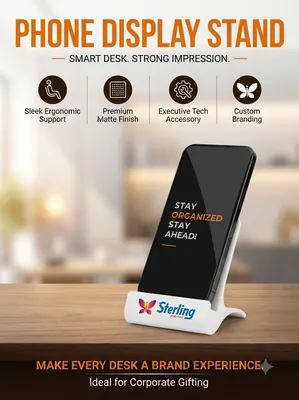 PHONE DISPLAY STAND
SMART DESK. STRONG IMPRESSION.
Sleek Ergonomic
Support
Premium
Matte Finish
Executive Tech
Accessory
Custom
Branding
STAY
ORGANIZED
STAY
AHEAD!
Sterling
MAKE EVERY DESK A BRAND EXPERIENCE
Ideal for Corporate Gifting